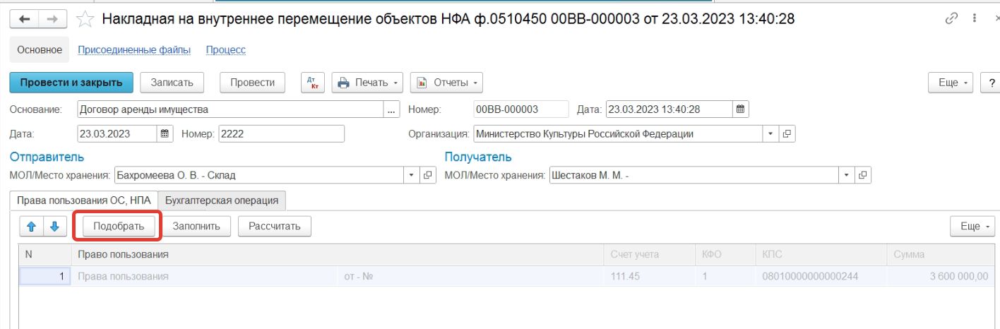 Накладная на внутреннее перемещение объектов НФА ф.0510450 00ВВ-000003 от 23.03.2023 13:40:28
Основное Присоединенные файлы Процесс
Провести и закрыть Записать Провести Дт Кт Печать Отчеты Еще ?
Основание: Договор аренды имущества ... Номер: 00ВВ-000003 Дата: 23.03.2023 13:40:28
Дата: 23.03.2023 Номер: 2222 Организация: Министерство Культуры Российской Федерации
Отправитель Получатель
МОЛ/Место хранения: Бахромеева О. В. - Склад МОЛ/Место хранения: Шестаков М. М. -
Права пользования ОС, НПА Бухгалтерская операция
Подобрать Заполнить Рассчитать Еще
N Право пользования Счет учета КФО КПС Сумма
1 Права пользования от - № 111.45 1 08010000000000244 3 600 000,00